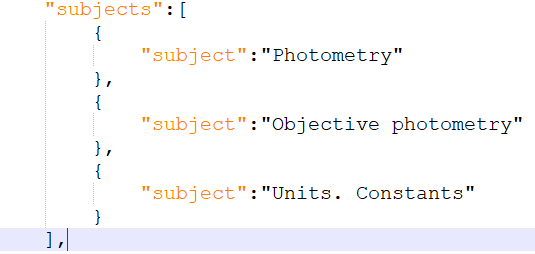 "subjects":[
{
"subject":"Photometry"
},
{
"subject":"Objective photometry"
},
{
"subject":"Units. Constants"
}
],